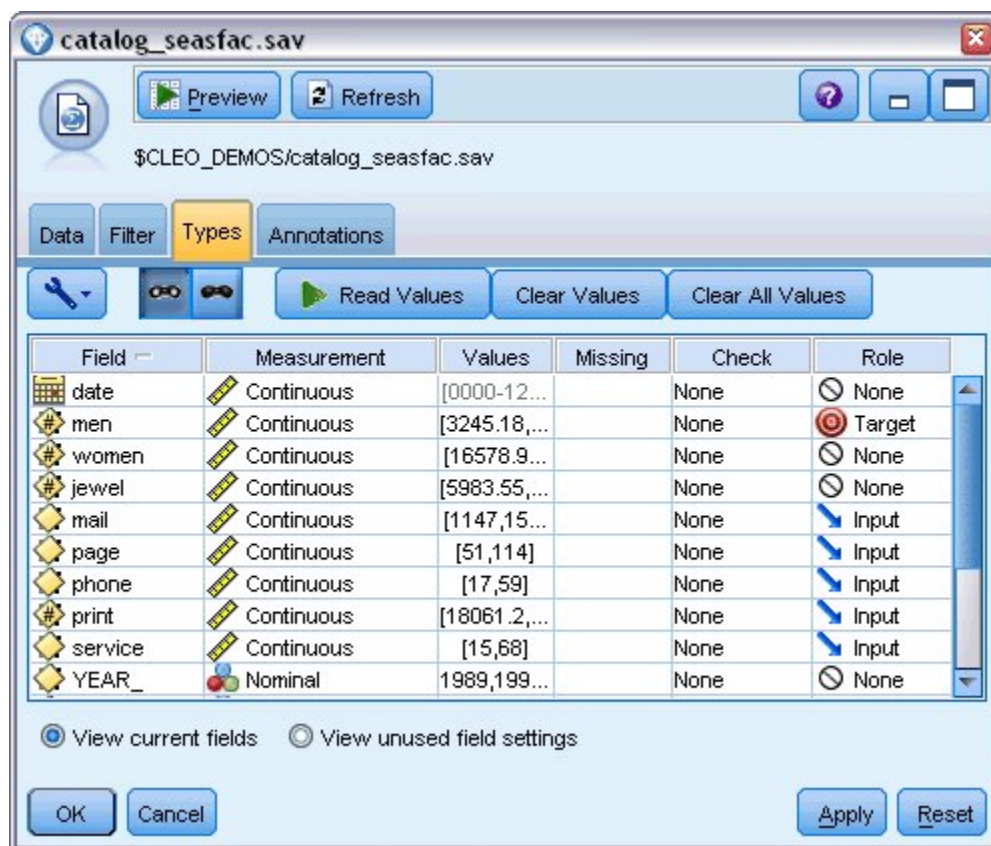 catalog_seasfac.sav
Preview Refresh
$CLEO_DEMOS/catalog_seasfac.sav
Data Filter Types Annotations
Read Values Clear Values Clear All Values
Field Measurement Values Missing Check Role
date Continuous [0000-12... None None
men Continuous [3245.18,... None Target
women Continuous [16578.9... None None
jewel Continuous [5983.55,... None None
mail Continuous [1147,15... None Input
page Continuous [51,114] None Input
phone Continuous [17,59] None Input
print Continuous [18061.2,... None Input
service Continuous [15,68] None Input
YEAR_ Nominal 1989,199... None None
View current fields View unused field settings
OK Cancel Apply Reset